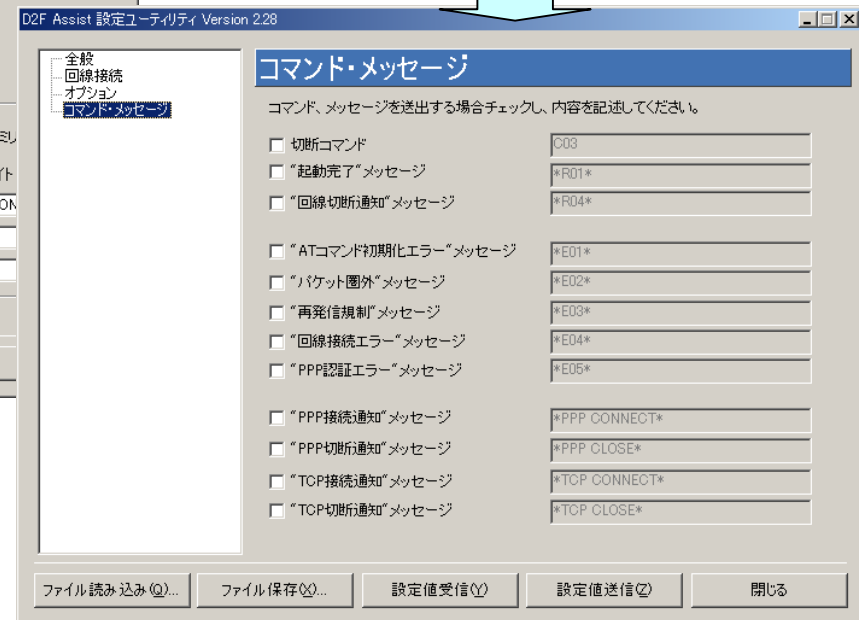 D2F Assist 設定ユーティリティ Version 2.28
全般
回線接続
オプション
コマンド・メッセージ
コマンド・メッセージ
コマンド、メッセージを送出する場合チェックし、内容を記述してください。
切断コマンド C03
"起動完了"メッセージ *R01*
"回線切断通知"メッセージ *R04*
"ATコマンド初期化エラー"メッセージ *E01*
"パケット圏外"メッセージ *E02*
"再発信規制"メッセージ *E03*
"回線接続エラー"メッセージ *E04*
"PPP認証エラー"メッセージ *E05*
"PPP接続通知"メッセージ *PPP CONNECT*
"PPP切断通知"メッセージ *PPP CLOSE*
"TCP接続通知"メッセージ *TCP CONNECT*
"TCP切断通知"メッセージ *TCP CLOSE*
ファイル読み込み(Q)... ファイル保存(X)... 設定値受信(Y) 設定値送信(Z) 閉じる